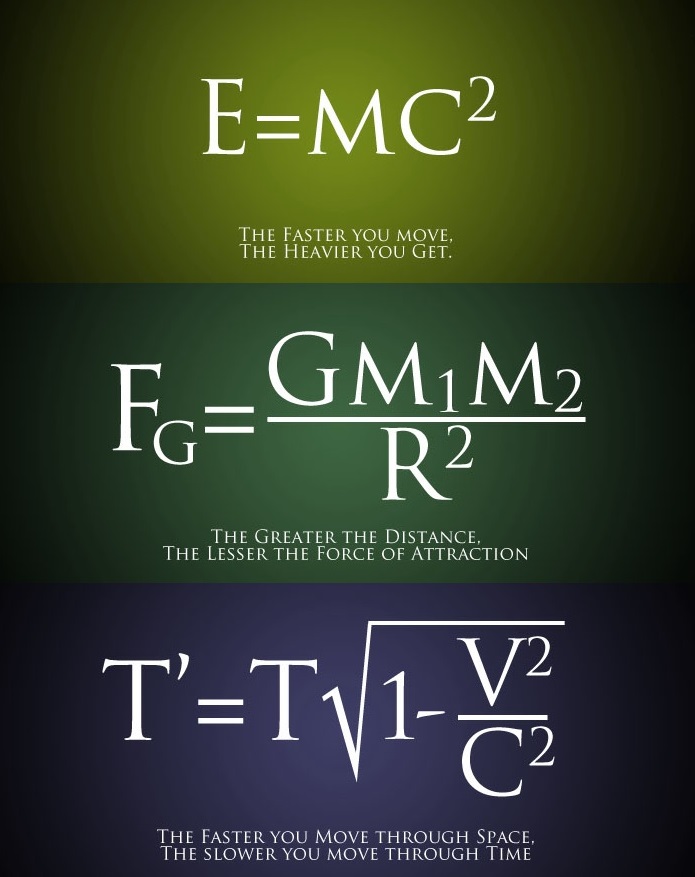 E=MC²
The Faster you move,
The Heavier you Get.
F_G = GM₁M₂ / R²
The Greater the Distance,
The Lesser the Force of Attraction
T'=T√(1-V²/C²)
The Faster you Move through Space,
The slower you move through Time